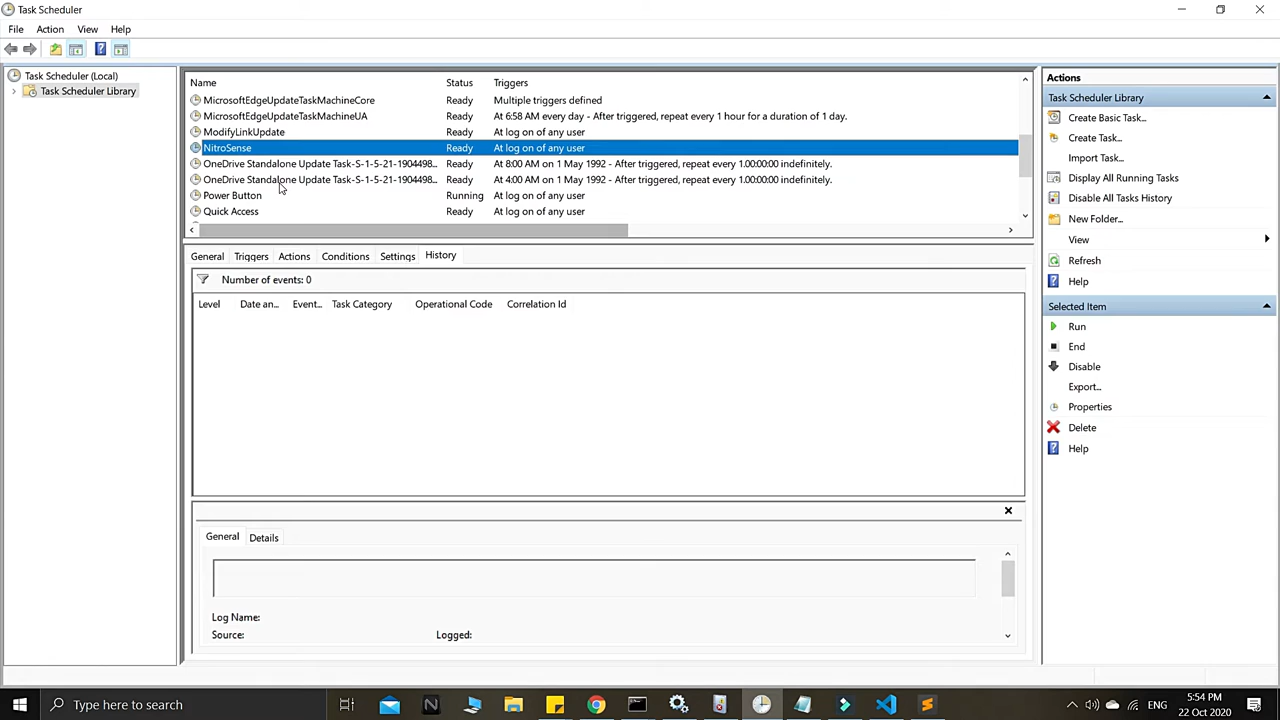 Task Scheduler
File Action View Help
Task Scheduler (Local)
Task Scheduler Library
Name Status Triggers
MicrosoftEdgeUpdateTaskMachineCore Ready Multiple triggers defined
MicrosoftEdgeUpdateTaskMachineUA Ready At 6:58 AM every day - After triggered, repeat every 1 hour for a duration of 1 day.
ModifyLinkUpdate Ready At log on of any user
NitroSense Ready At log on of any user
OneDrive Standalone Update Task-S-1-5-21-1904498... Ready At 8:00 AM on 1 May 1992 - After triggered, repeat every 1.00:00:00 indefinitely.
OneDrive Standalone Update Task-S-1-5-21-1904498... Ready At 4:00 AM on 1 May 1992 - After triggered, repeat every 1.00:00:00 indefinitely.
Power Button Running At log on of any user
Quick Access Ready At log on of any user
General Triggers Actions Conditions Settings History
Number of events: 0
Level Date an... Event... Task Category Operational Code Correlation Id
General Details
Log Name:
Source: Logged:
Actions
Task Scheduler Library
Create Basic Task...
Create Task...
Import Task...
Display All Running Tasks
Disable All Tasks History
New Folder...
View
Refresh
Help
Selected Item
Run
End
Disable
Export...
Properties
Delete
Help
Type here to search
ENG
5:54 PM
22 Oct 2020